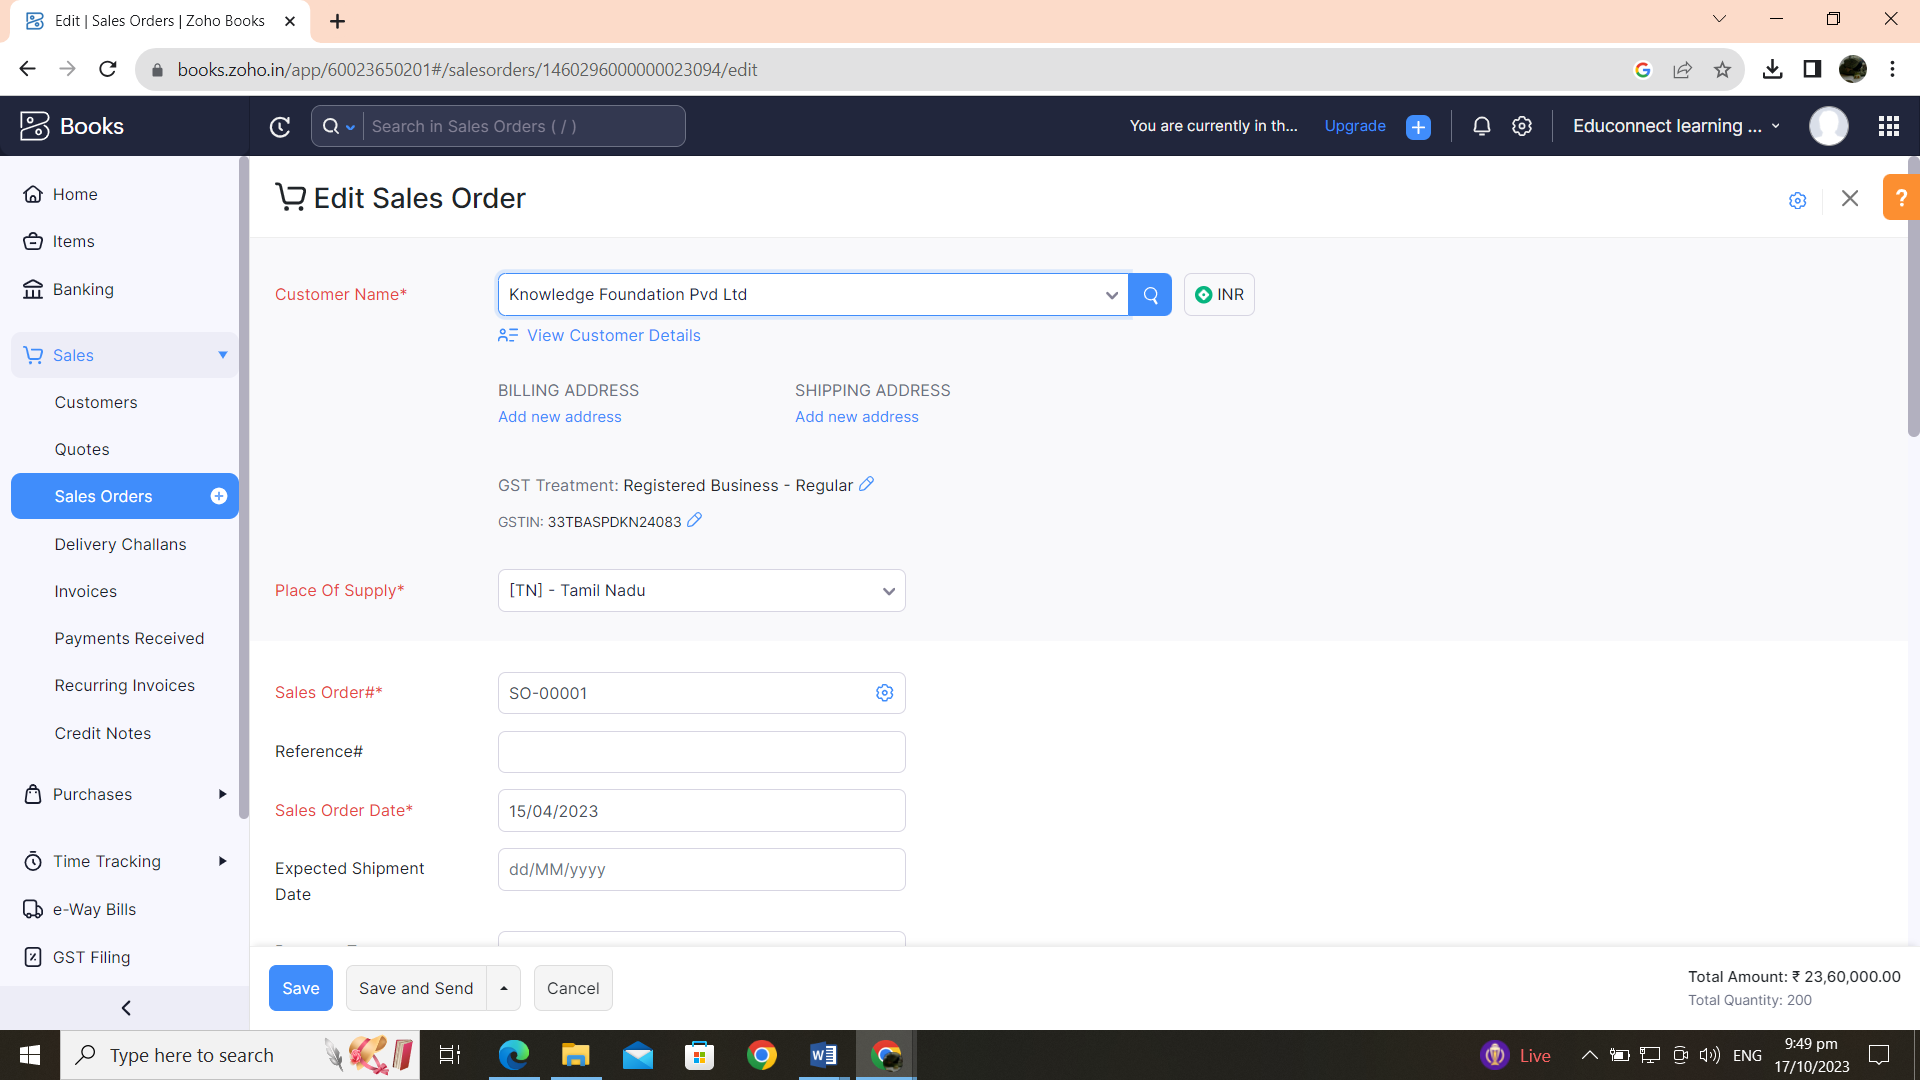 Edit | Sales Orders | Zoho Books
books.zoho.in/app/60023650201#/salesorders/1460296000000023094/edit
Books
Search in Sales Orders ( / )
You are currently in th...
Upgrade
Educonnect learning ...
Home
Items
Banking
Sales
Customers
Quotes
Sales Orders
Delivery Challans
Invoices
Payments Received
Recurring Invoices
Credit Notes
Purchases
Time Tracking
e-Way Bills
GST Filing
Edit Sales Order
?
Customer Name*
Knowledge Foundation Pvd Ltd
INR
View Customer Details
BILLING ADDRESS
Add new address
SHIPPING ADDRESS
Add new address
GST Treatment: Registered Business - Regular
GSTIN: 33TBASPDKN24083
Place Of Supply*
[TN] - Tamil Nadu
Sales Order#*
SO-00001
Reference#
Sales Order Date*
15/04/2023
Expected Shipment
Date
dd/MM/yyyy
Save
Save and Send
Cancel
Total Amount: ₹ 23,60,000.00
Total Quantity: 200
Type here to search
Live
ENG
9:49 pm
17/10/2023